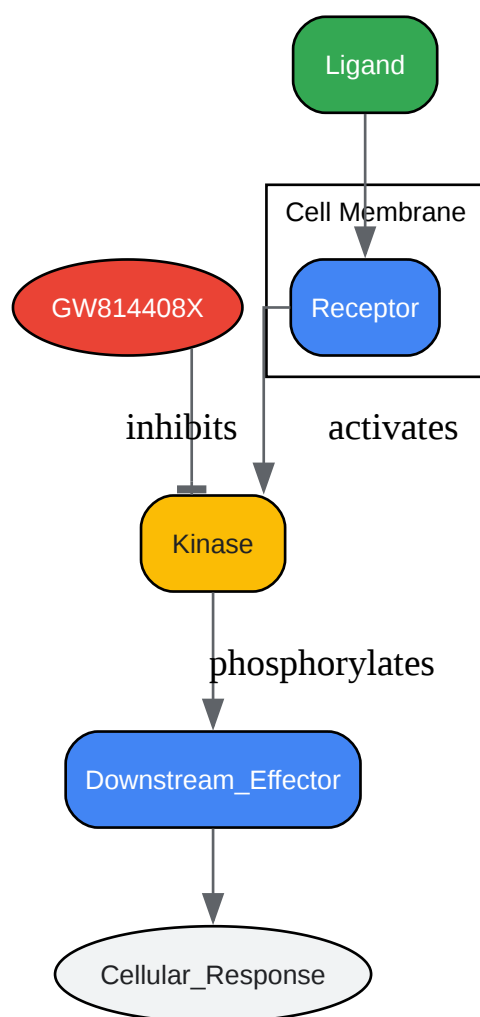 Ligand
Cell Membrane
GW814408X
Receptor
inhibits
activates
Kinase
phosphorylates
Downstream_Effector
Cellular_Response